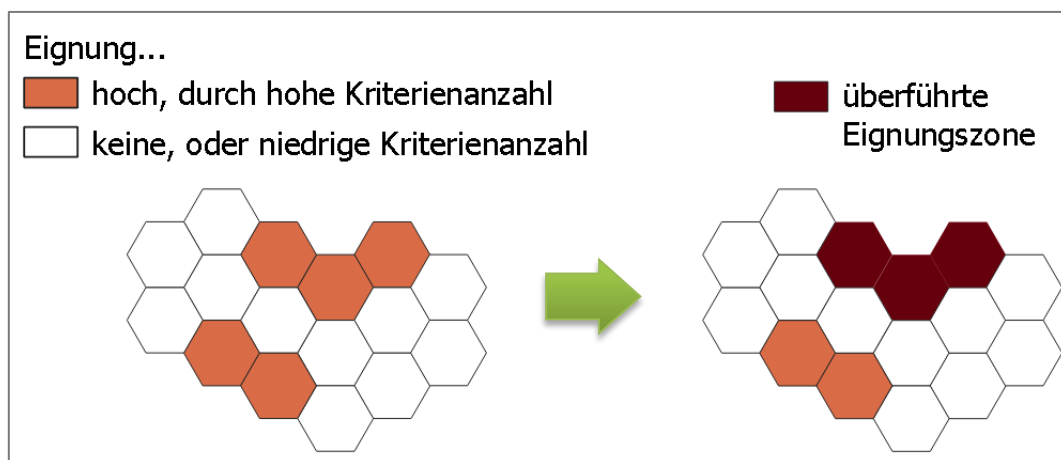 Eignung...
hoch, durch hohe Kriterienanzahl
keine, oder niedrige Kriterienanzahl
überführte
Eignungszone